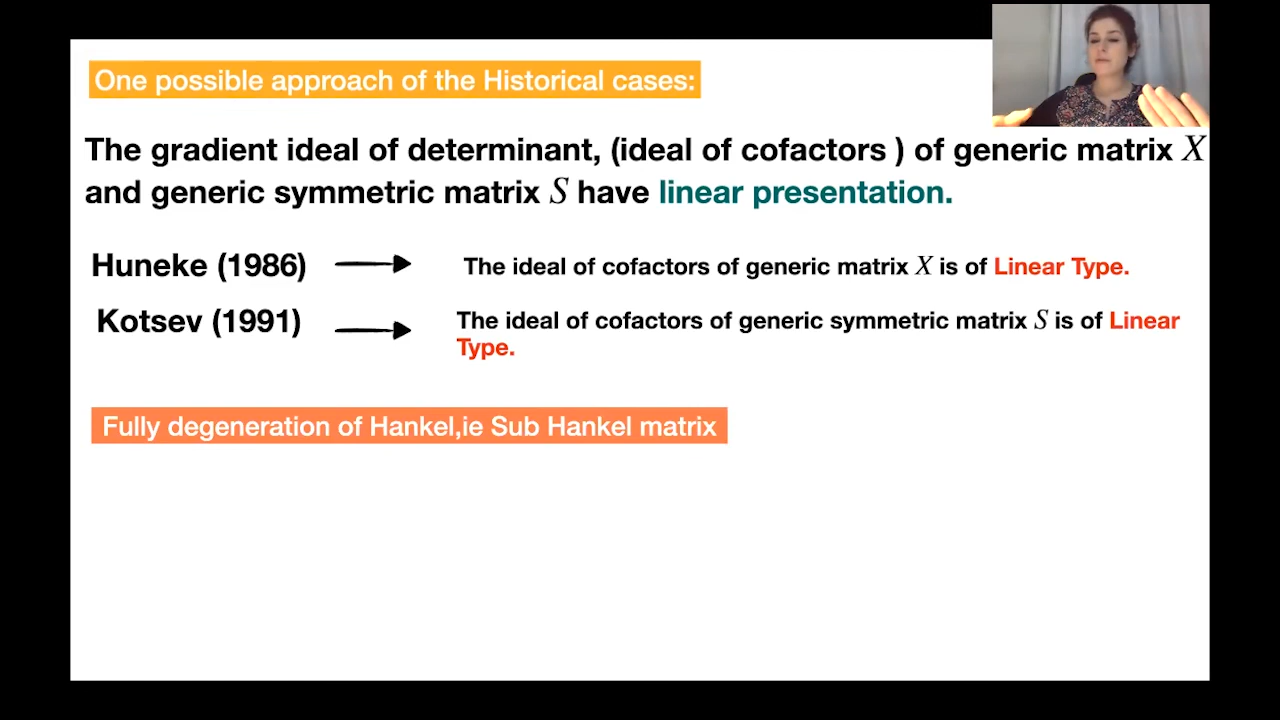 One possible approach of the Historical cases:
The gradient ideal of determinant, (ideal of cofactors ) of generic matrix X
and generic symmetric matrix S have linear presentation.
Huneke (1986)
The ideal of cofactors of generic matrix X is of Linear Type.
Kotsev (1991)
The ideal of cofactors of generic symmetric matrix S is of Linear
Type.
Fully degeneration of Hankel,ie Sub Hankel matrix